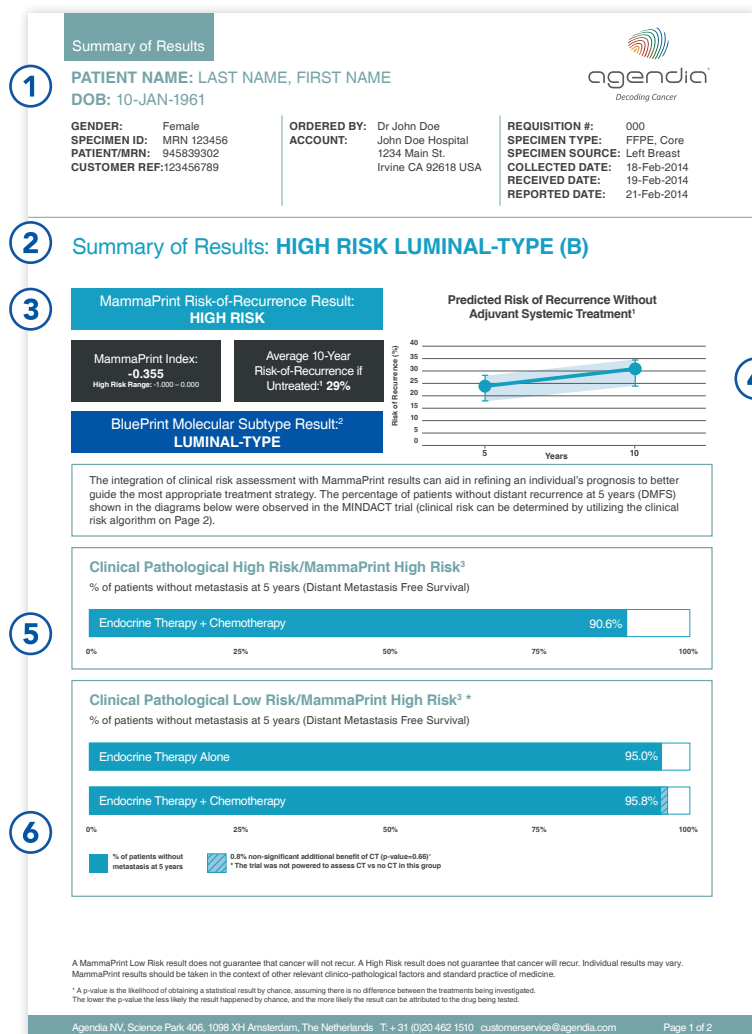 Summary of Results
1
PATIENT NAME: LAST NAME, FIRST NAME
DOB: 10-JAN-1961
agendia®
Decoding Cancer
GENDER: Female
SPECIMEN ID: MRN 123456
PATIENT/MRN: 945839302
CUSTOMER REF:123456789
ORDERED BY: Dr John Doe
ACCOUNT: John Doe Hospital
1234 Main St.
Irvine CA 92618 USA
REQUISITION #: 000
SPECIMEN TYPE: FFPE, Core
SPECIMEN SOURCE: Left Breast
COLLECTED DATE: 18-Feb-2014
RECEIVED DATE: 19-Feb-2014
REPORTED DATE: 21-Feb-2014
2
Summary of Results: HIGH RISK LUMINAL-TYPE (B)
3
MammaPrint Risk-of-Recurrence Result:
HIGH RISK
MammaPrint Index:
-0.355
High Risk Range: -1.000 – 0.000
Average 10-Year
Risk-of-Recurrence if
Untreated:¹ 29%
BluePrint Molecular Subtype Result:²
LUMINAL-TYPE
Predicted Risk of Recurrence Without
Adjuvant Systemic Treatment¹
Risk of Recurrence (%)
40
35
30
25
20
15
10
5
0
5
10
Years
4
The integration of clinical risk assessment with MammaPrint results can aid in refining an individual's prognosis to better
guide the most appropriate treatment strategy. The percentage of patients without distant recurrence at 5 years (DMFS)
shown in the diagrams below were observed in the MINDACT trial (clinical risk can be determined by utilizing the clinical
risk algorithm on Page 2).
Clinical Pathological High Risk/MammaPrint High Risk³
% of patients without metastasis at 5 years (Distant Metastasis Free Survival)
5
Endocrine Therapy + Chemotherapy 90.6%
0% 25% 50% 75% 100%
Clinical Pathological Low Risk/MammaPrint High Risk³ *
% of patients without metastasis at 5 years (Distant Metastasis Free Survival)
Endocrine Therapy Alone 95.0%
Endocrine Therapy + Chemotherapy 95.8%
6
0% 25% 50% 75% 100%
% of patients without
metastasis at 5 years
0.8% non-significant additional benefit of CT (p-value=0.66)⁺
* The trial was not powered to assess CT vs no CT in this group
A MammaPrint Low Risk result does not guarantee that cancer will not recur. A High Risk result does not guarantee that cancer will recur. Individual results may vary.
MammaPrint results should be taken in the context of other relevant clinico-pathological factors and standard practice of medicine.
⁺ A p-value is the likelihood of obtaining a statistical result by chance, assuming there is no difference between the treatments being investigated.
The lower the p-value the less likely the result happened by chance, and the more likely the result can be attributed to the drug being tested.
Agendia NV, Science Park 406, 1098 XH Amsterdam, The Netherlands T: + 31 (0)20 462 1510 customerservice@agendia.com Page 1 of 2